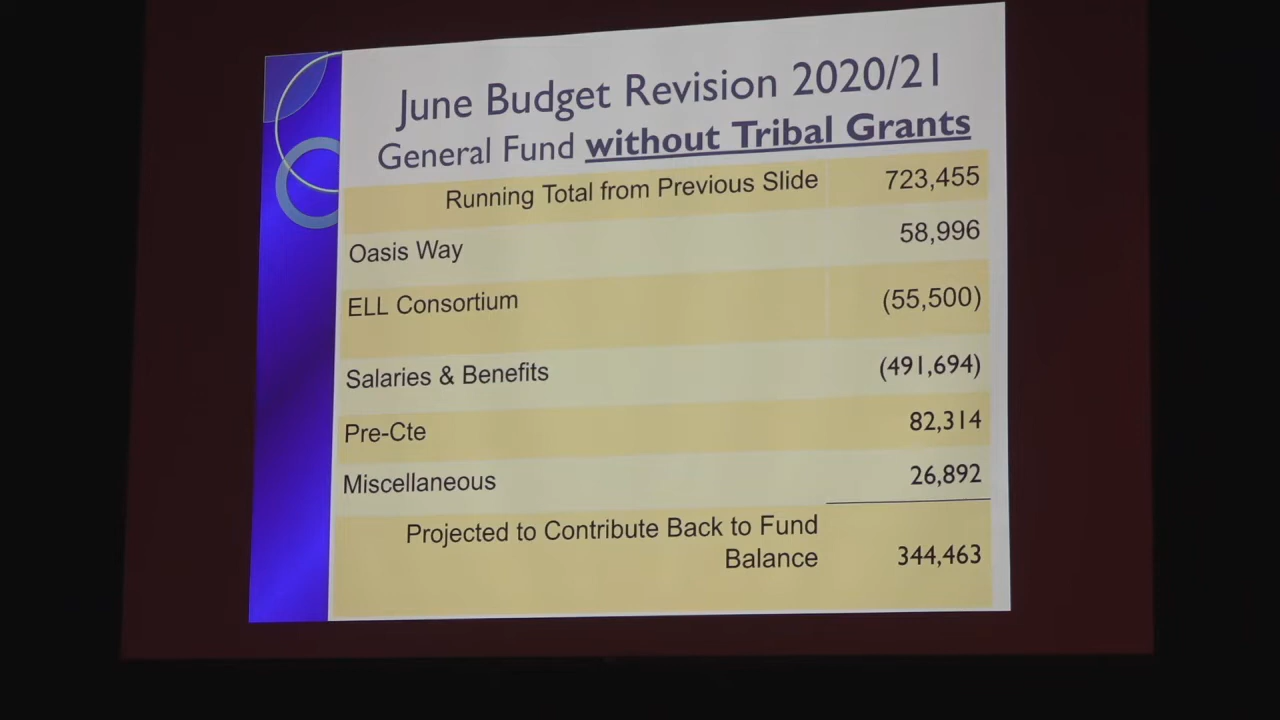 June Budget Revision 2020/21
General Fund without Tribal Grants
Running Total from Previous Slide 723,455
Oasis Way 58,996
ELL Consortium (55,500)
Salaries & Benefits (491,694)
Pre-Cte 82,314
Miscellaneous 26,892
Projected to Contribute Back to Fund
Balance 344,463